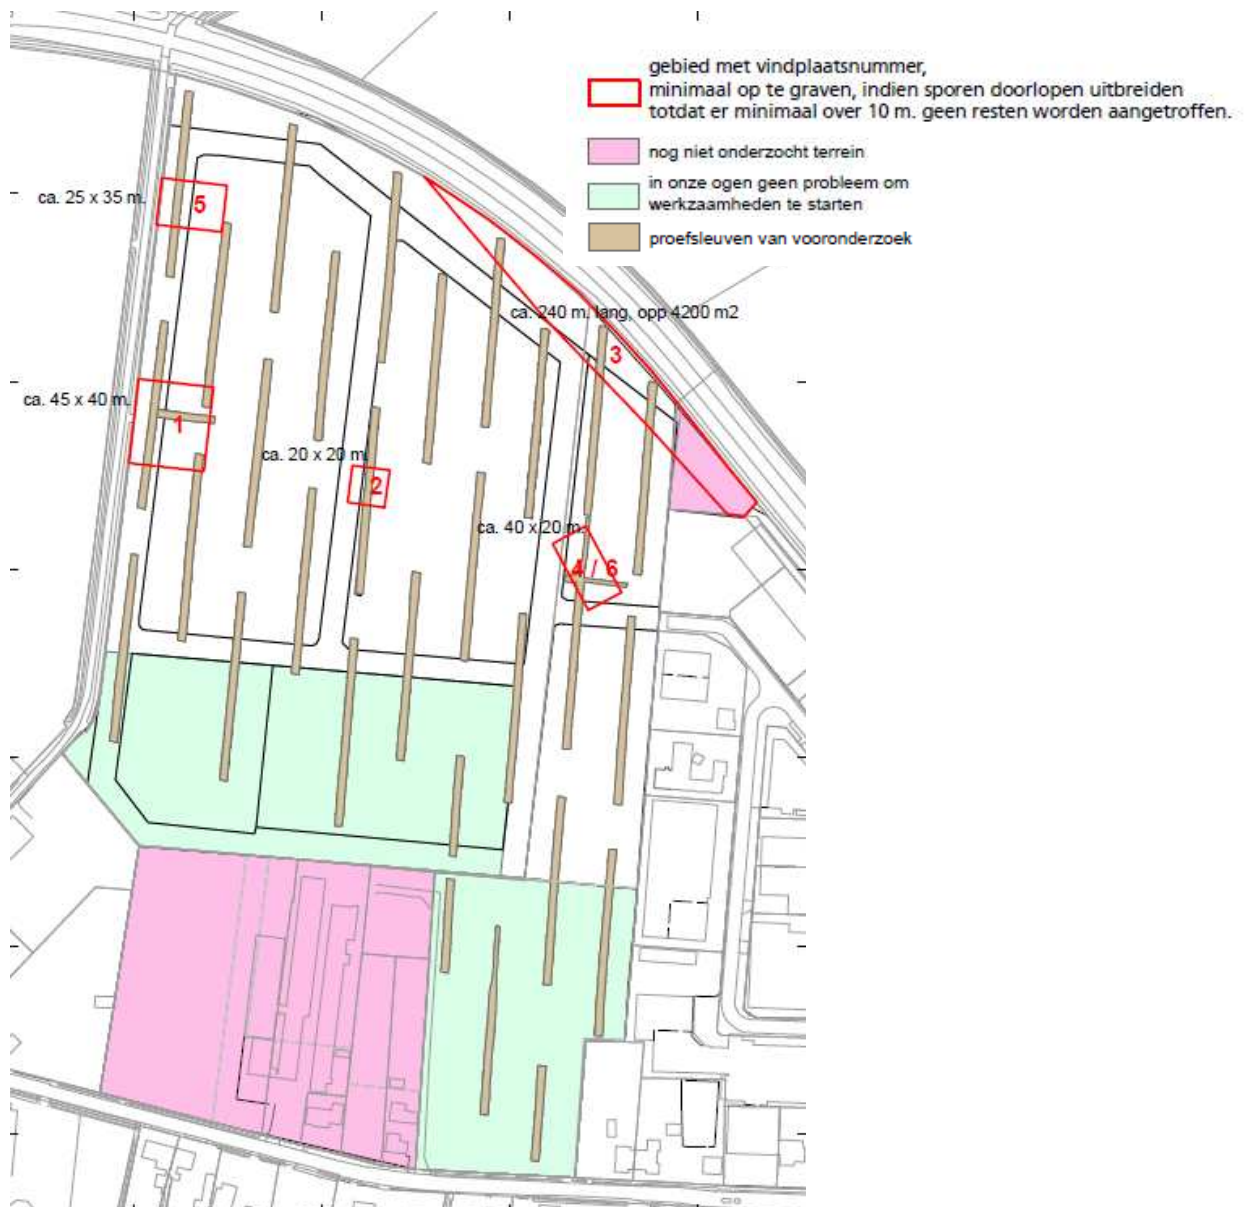 gebied met vindplaatsnummer,
minimaal op te graven, indien sporen doorlopen uitbreiden
totdat er minimaal over 10 m. geen resten worden aangetroffen.
nog niet onderzocht terrein
in onze ogen geen probleem om
werkzaamheden te starten
proefsleuven van vooronderzoek
ca. 25 x 35 m.
5
ca. 240 m. lang, opp 4200 m2
3
ca. 45 x 40 m.
1
ca. 20 x 20 m.
2
ca. 40 x 20 m.
4 / 6